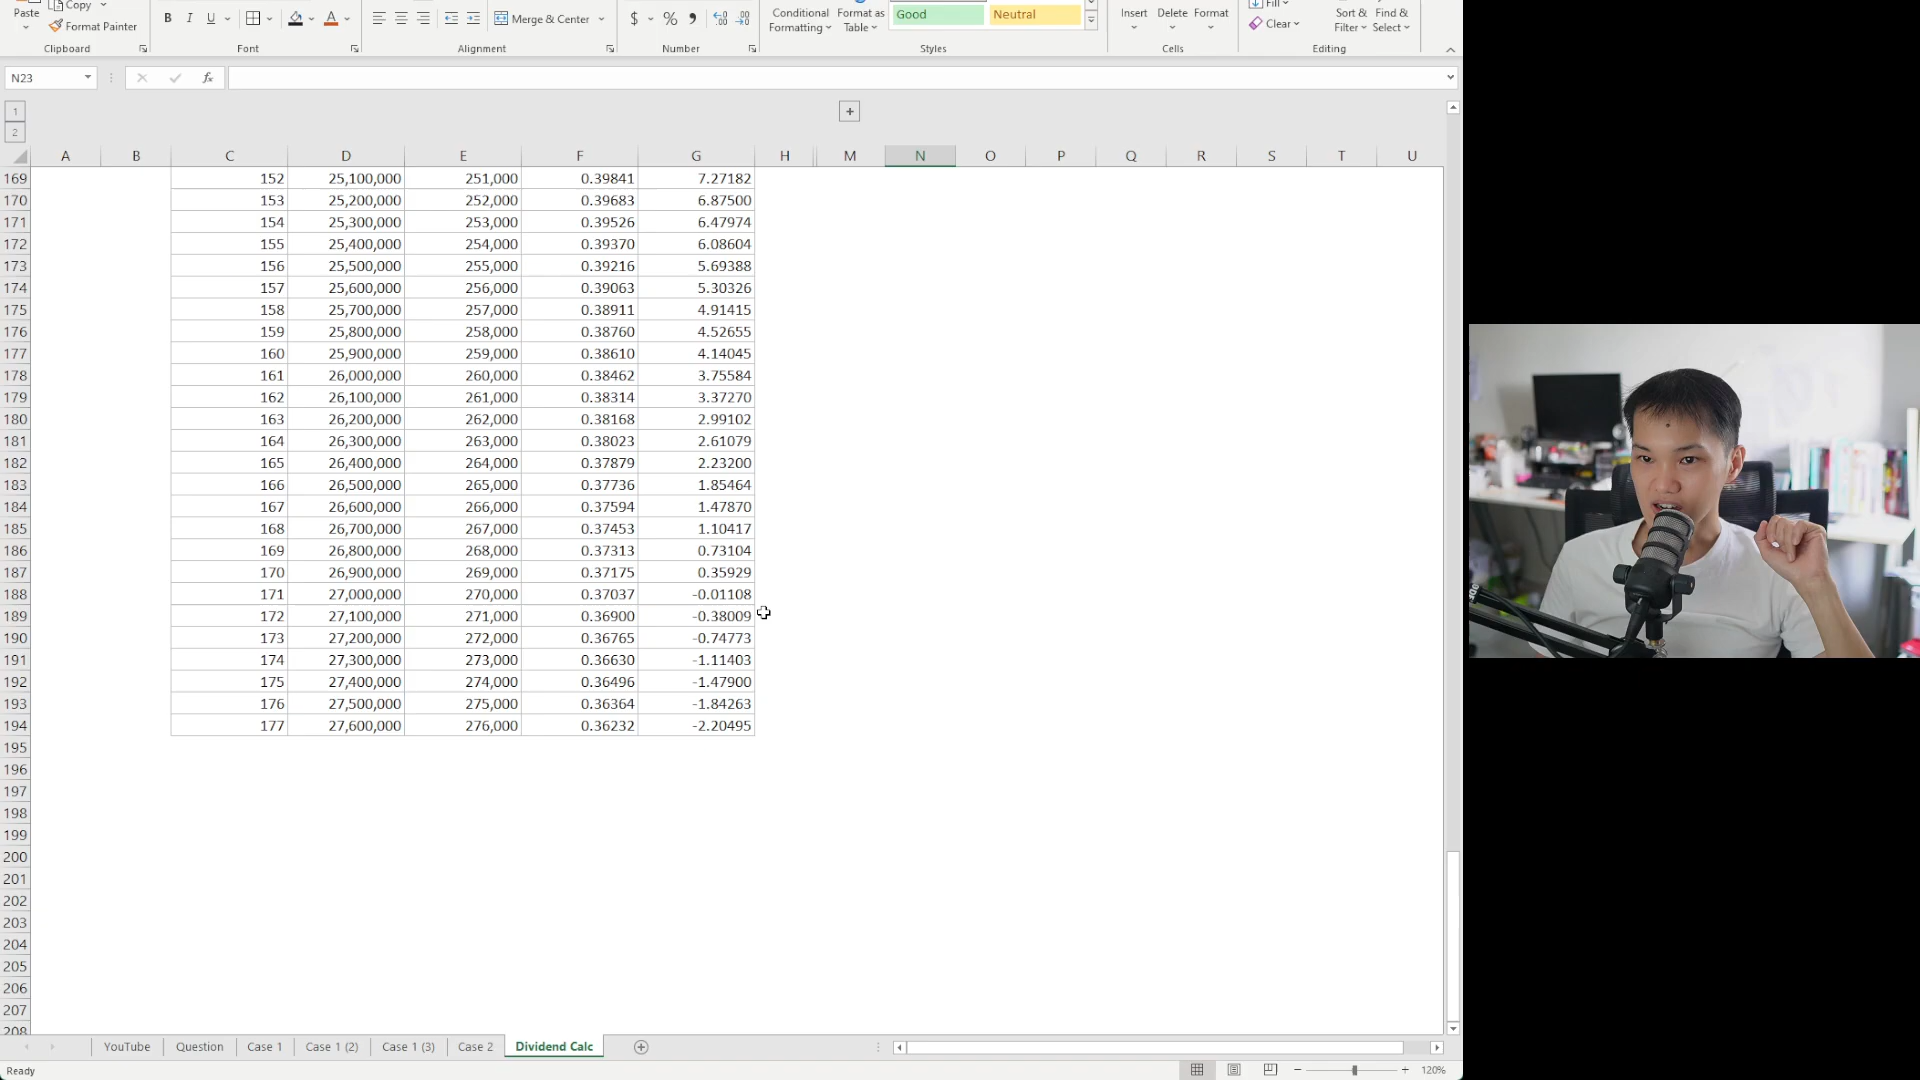 Paste
Copy
Format Painter
B I U A
Merge & Center
$ % 9
Conditional Formatting
Format as Table
Good
Neutral
Insert
Delete
Format
Fill
Clear
Sort & Filter
Find & Select
Clipboard
Font
Alignment
Number
Styles
Cells
Editing
N23
fx
1
2
A B C D E F G H M N O P Q R S T U
169 152 25,100,000 251,000 0.39841 7.27182
170 153 25,200,000 252,000 0.39683 6.87500
171 154 25,300,000 253,000 0.39526 6.47974
172 155 25,400,000 254,000 0.39370 6.08604
173 156 25,500,000 255,000 0.39216 5.69388
174 157 25,600,000 256,000 0.39063 5.30326
175 158 25,700,000 257,000 0.38911 4.91415
176 159 25,800,000 258,000 0.38760 4.52655
177 160 25,900,000 259,000 0.38610 4.14045
178 161 26,000,000 260,000 0.38462 3.75584
179 162 26,100,000 261,000 0.38314 3.37270
180 163 26,200,000 262,000 0.38168 2.99102
181 164 26,300,000 263,000 0.38023 2.61079
182 165 26,400,000 264,000 0.37879 2.23200
183 166 26,500,000 265,000 0.37736 1.85464
184 167 26,600,000 266,000 0.37594 1.47870
185 168 26,700,000 267,000 0.37453 1.10417
186 169 26,800,000 268,000 0.37313 0.73104
187 170 26,900,000 269,000 0.37175 0.35929
188 171 27,000,000 270,000 0.37037 -0.01108
189 172 27,100,000 271,000 0.36900 -0.38009
190 173 27,200,000 272,000 0.36765 -0.74773
191 174 27,300,000 273,000 0.36630 -1.11403
192 175 27,400,000 274,000 0.36496 -1.47900
193 176 27,500,000 275,000 0.36364 -1.84263
194 177 27,600,000 276,000 0.36232 -2.20495
195
196
197
198
199
200
201
202
203
204
205
206
207
208
YouTube Question Case 1 Case 1 (2) Case 1 (3) Case 2 Dividend Calc
Ready
120%